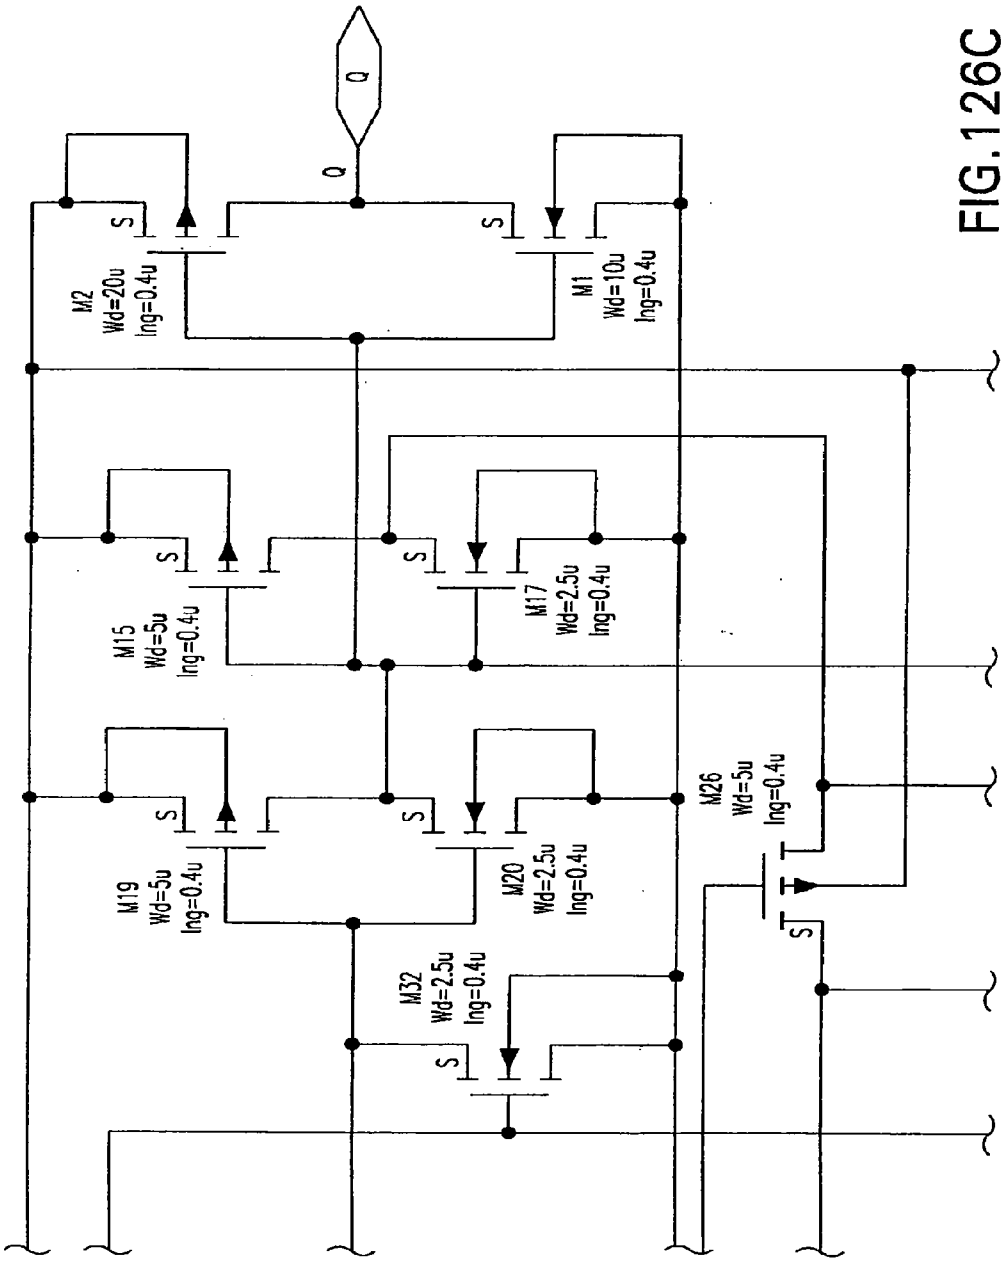 Q
Q
S
M2
Wd=20u
lng=0.4u
S
M1
Wd=10u
lng=0.4u
S
M15
Wd=5u
lng=0.4u
S
M17
Wd=2.5u
lng=0.4u
S
M19
Wd=5u
lng=0.4u
S
M20
Wd=2.5u
lng=0.4u
M26
Wd=5u
lng=0.4u
S
M32
Wd=2.5u
lng=0.4u
S
FIG.126C